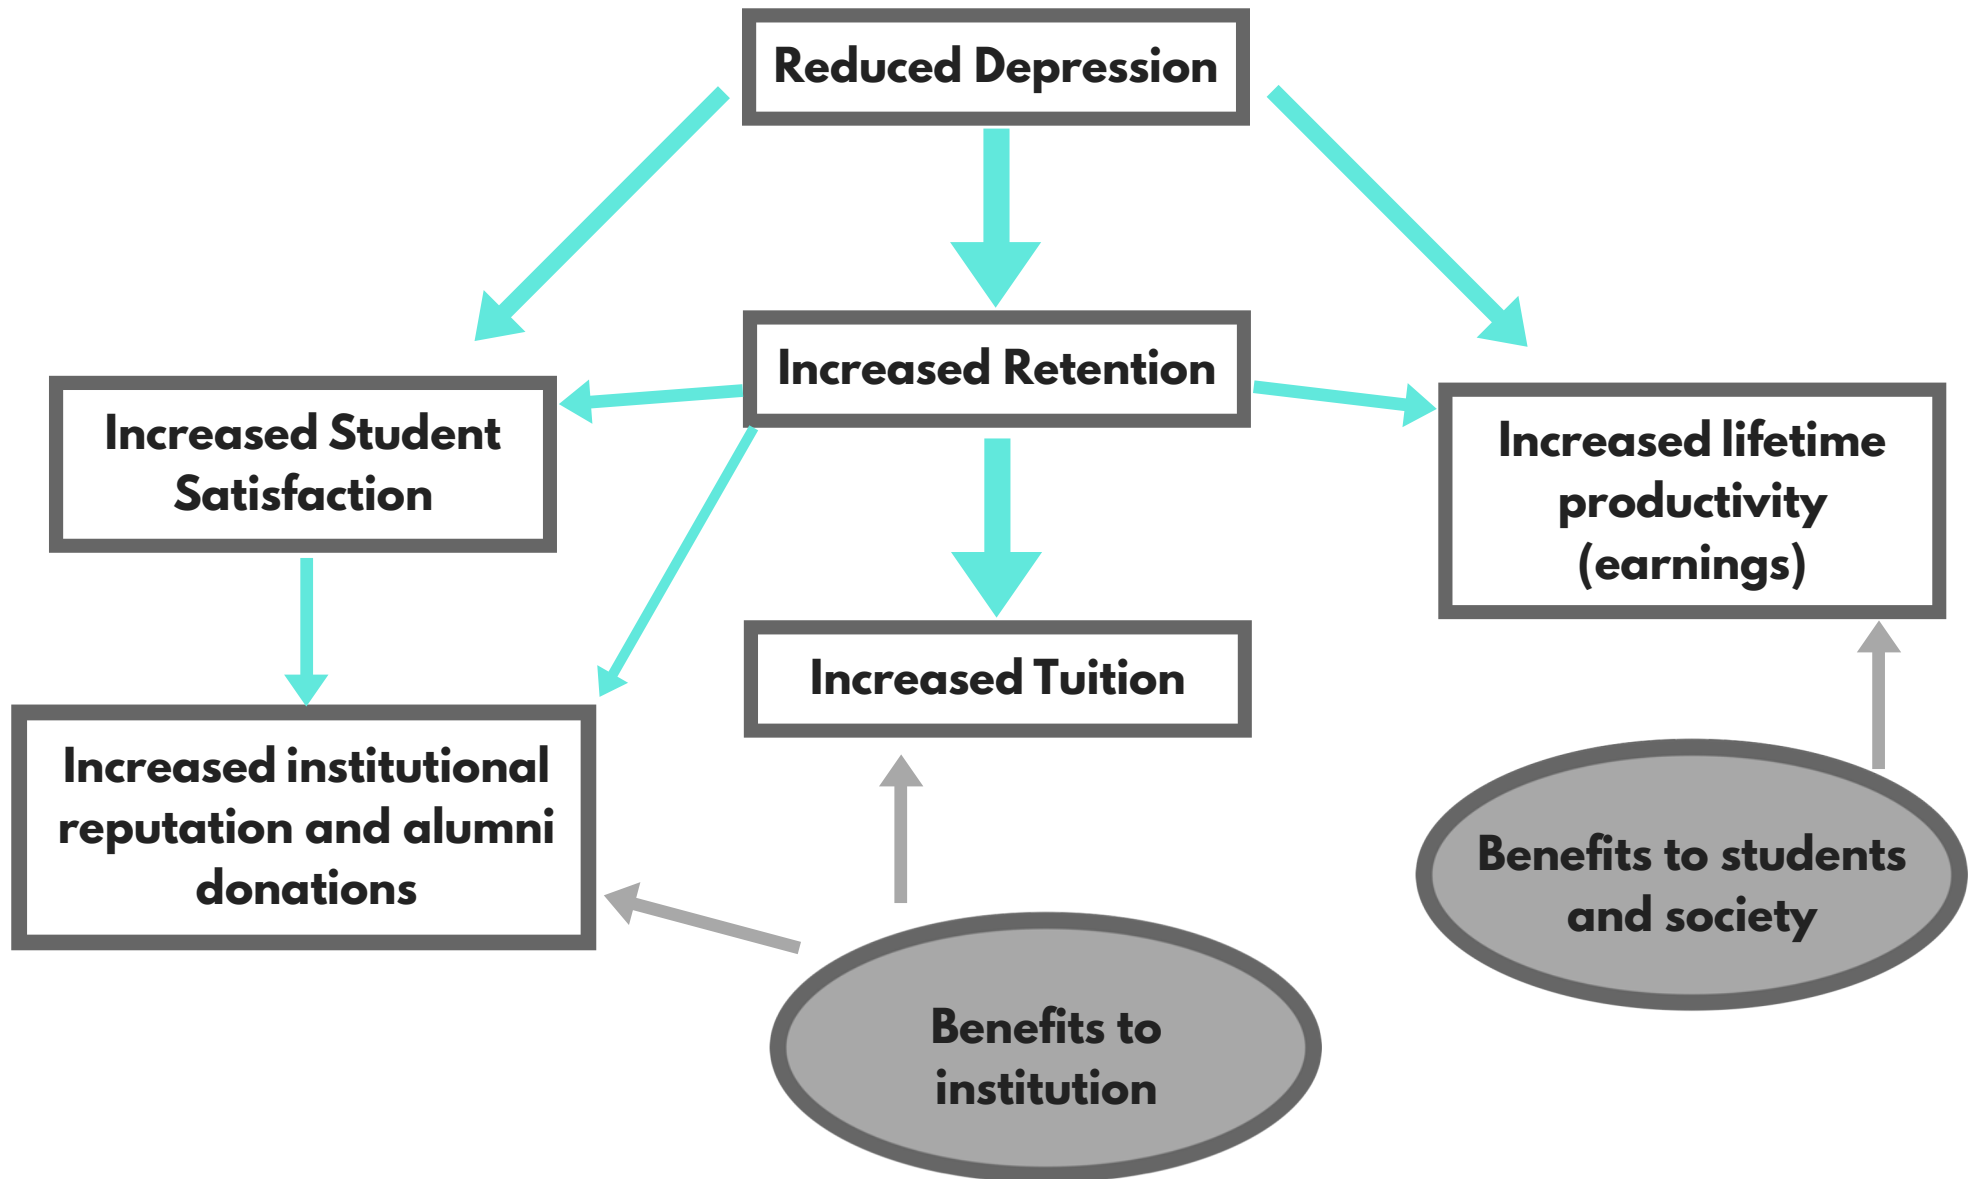 Reduced Depression
Increased Retention
Increased Student
Satisfaction
Increased lifetime
productivity
(earnings)
Increased Tuition
Increased institutional
reputation and alumni
donations
Benefits to students
and society
Benefits to
institution